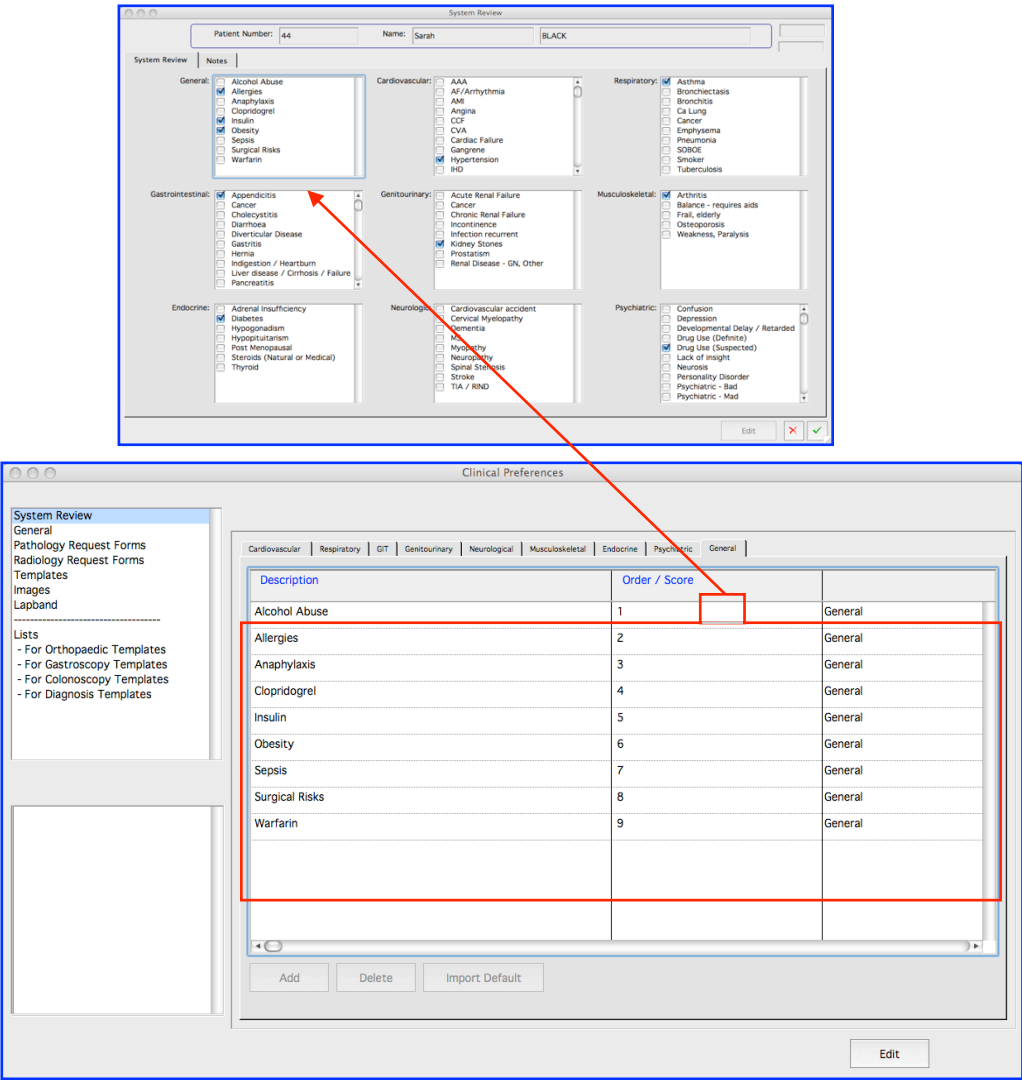 System Review
Patient Number: 44 Name: Sarah BLACK
System Review Notes
General:
Alcohol Abuse
Allergies
Anaphylaxis
Clopridogrel
Insulin
Obesity
Sepsis
Surgical Risks
Warfarin
Cardiovascular:
AAA
AF/Arrhythmia
AMI
Angina
CCF
CVA
Cardiac Failure
Gangrene
Hypertension
IHD
Respiratory:
Asthma
Bronchiectasis
Bronchitis
Ca Lung
Cancer
Emphysema
Pneumonia
SOBOE
Smoker
Tuberculosis
Gastrointestinal:
Appendicitis
Cancer
Cholecystitis
Diarrhoea
Diverticular Disease
Gastritis
Hernia
Indigestion / Heartburn
Liver disease / Cirrhosis / Failure
Pancreatitis
Genitourinary:
Acute Renal Failure
Cancer
Chronic Renal Failure
Incontinence
Infection recurrent
Kidney Stones
Prostatism
Renal Disease - GN, Other
Musculoskeletal:
Arthritis
Balance - requires aids
Frail, elderly
Osteoporosis
Weakness, Paralysis
Endocrine:
Adrenal Insufficiency
Diabetes
Hypogonadism
Hypopituitarism
Post Menopausal
Steroids (Natural or Medical)
Thyroid
Neurologic:
Cardiovascular accident
Cervical Myelopathy
Dementia
MS
Myopathy
Neuropathy
Spinal Stenosis
Stroke
TIA / RIND
Psychiatric:
Confusion
Depression
Developmental Delay / Retarded
Drug Use (Definite)
Drug Use (Suspected)
Lack of insight
Neurosis
Personality Disorder
Psychiatric - Bad
Psychiatric - Mad
Edit
Clinical Preferences
System Review
General
Pathology Request Forms
Radiology Request Forms
Templates
Images
Lapband
------------------------------------
Lists
- For Orthopaedic Templates
- For Gastroscopy Templates
- For Colonoscopy Templates
- For Diagnosis Templates
Cardiovascular Respiratory GIT Genitourinary Neurological Musculoskeletal Endocrine Psychiatric General
Description Order / Score
Alcohol Abuse 1 General
Allergies 2 General
Anaphylaxis 3 General
Clopridogrel 4 General
Insulin 5 General
Obesity 6 General
Sepsis 7 General
Surgical Risks 8 General
Warfarin 9 General
Add Delete Import Default
Edit